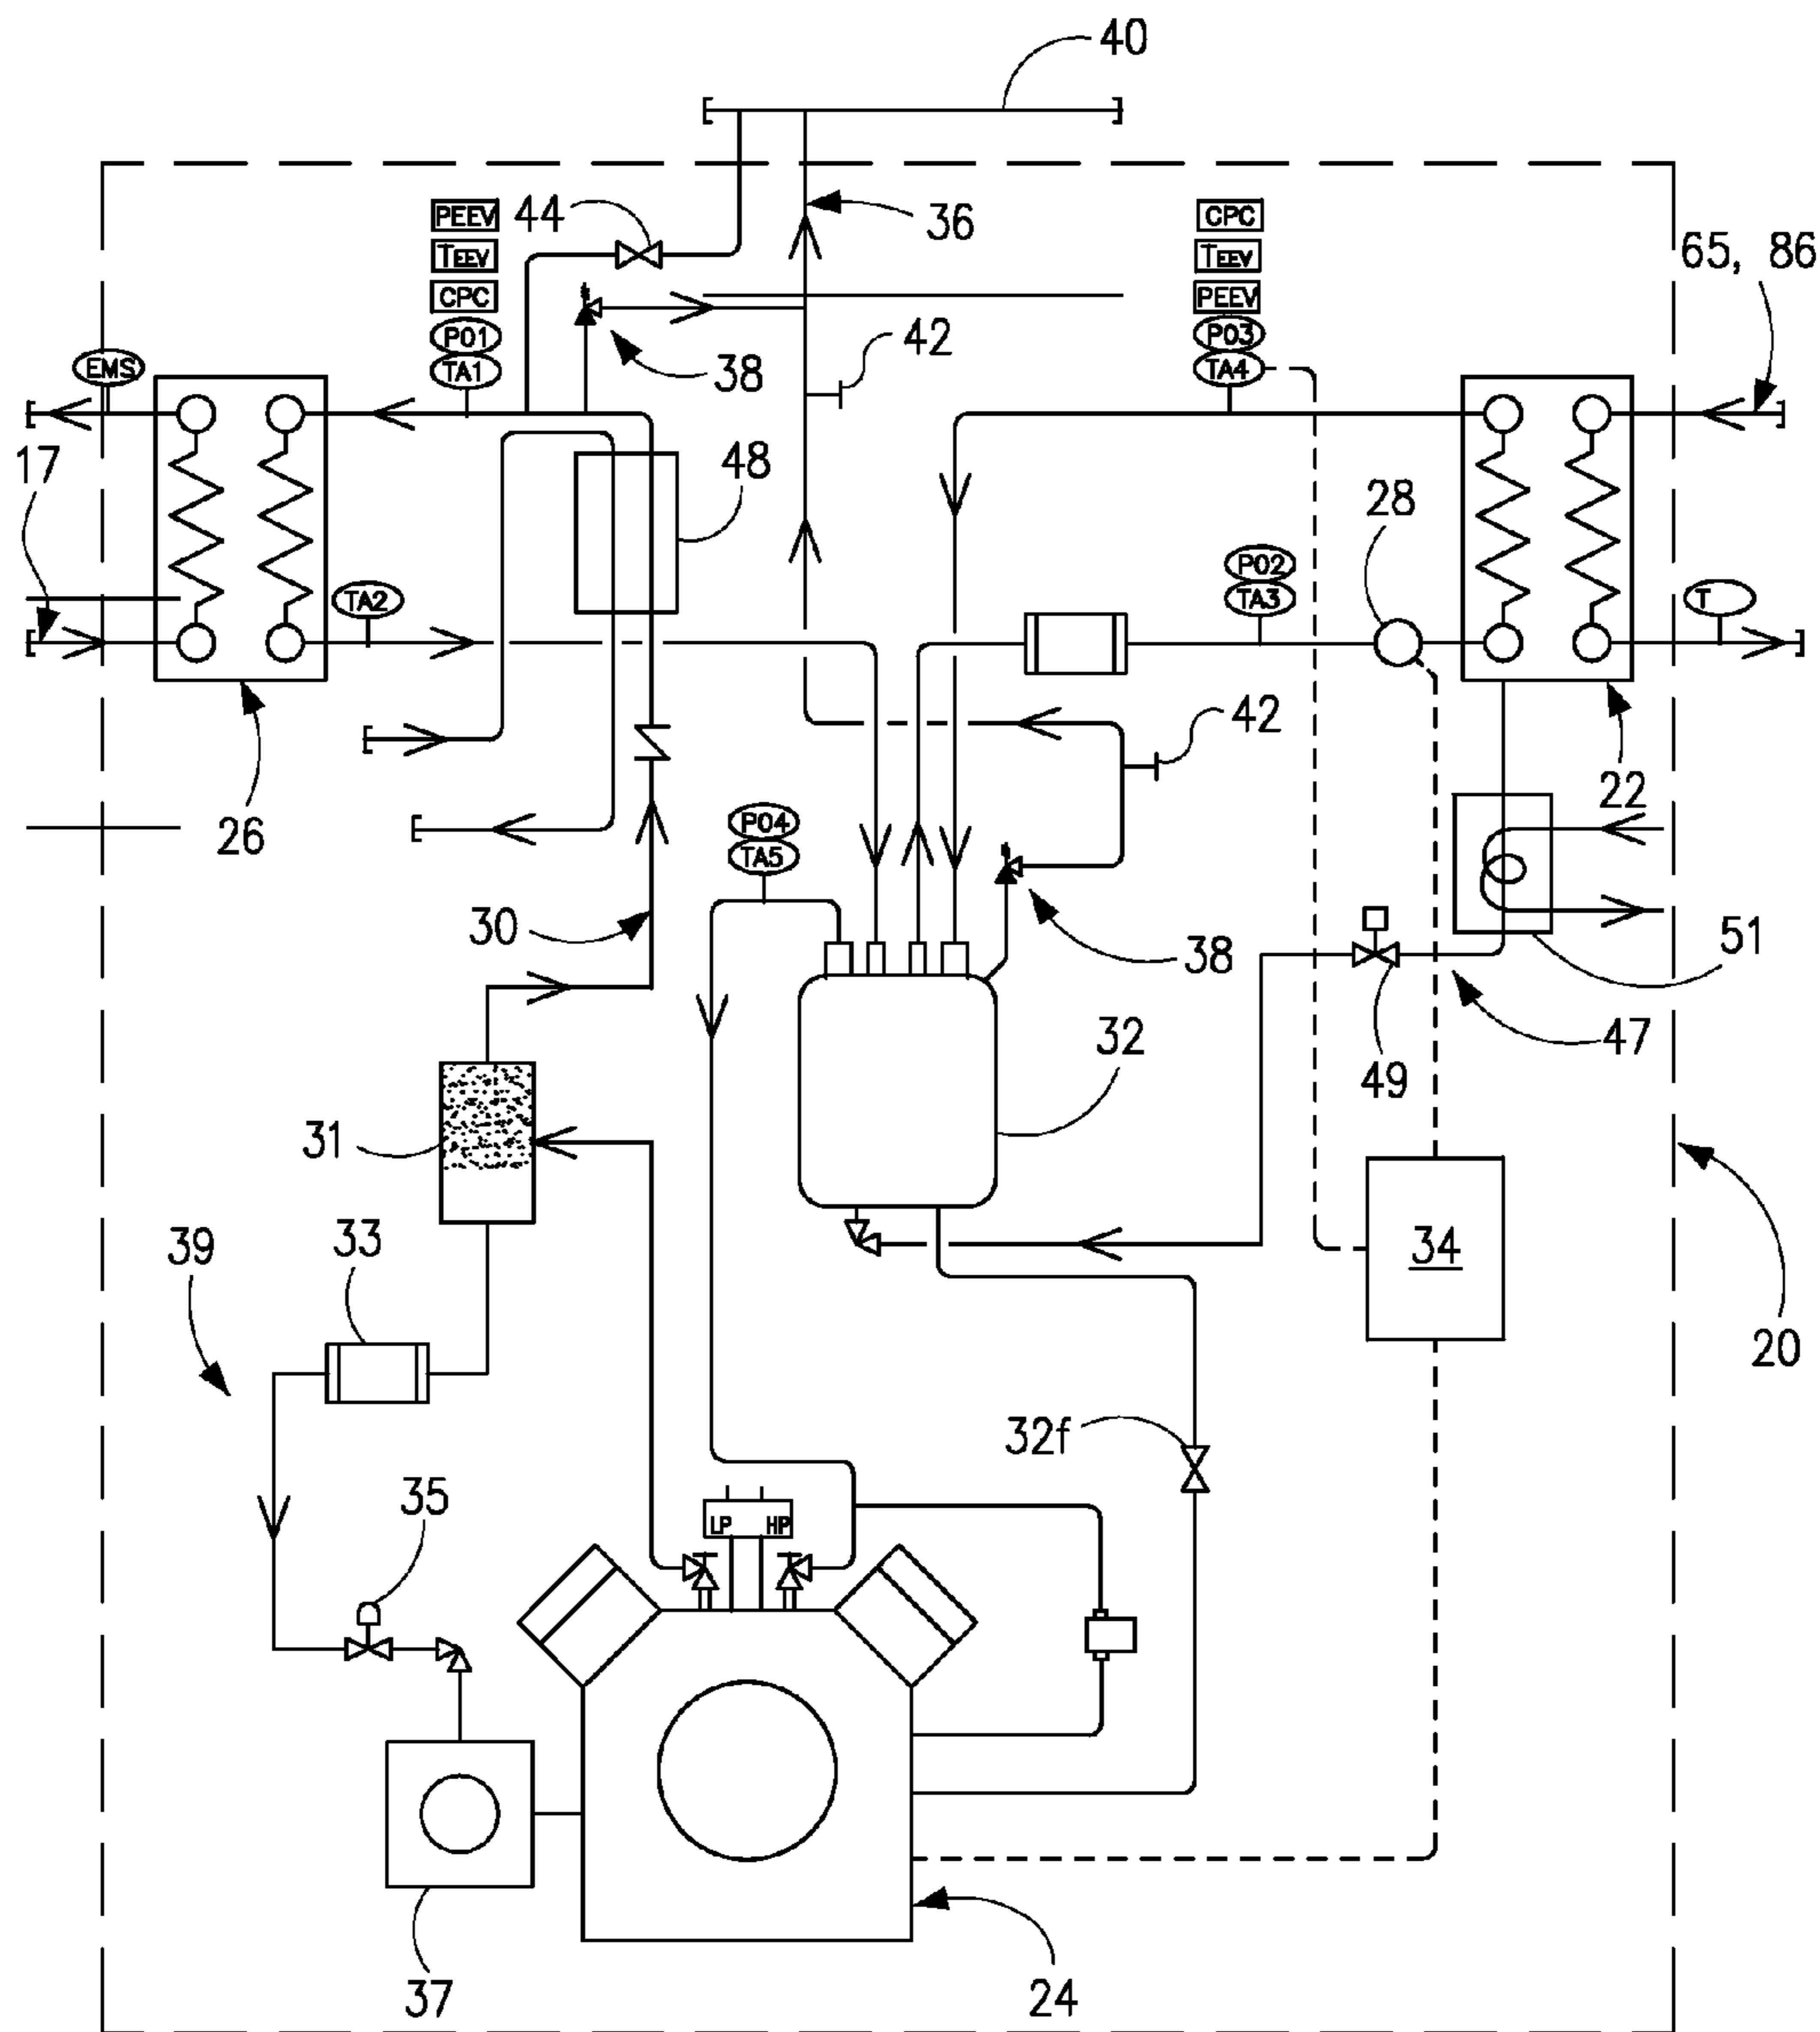 40
PEEV 44
36
CPC
TEEV
TEEV
65, 86
CPC
PEEV
P01
P03
42
EMS
TA1
38
TA4
17
48
28
P02
TA2
TA3
T
42
26
22
P04
TA5
30
38
51
32
47
49
31
33
34
39
20
32f
35
LP HP
37
24